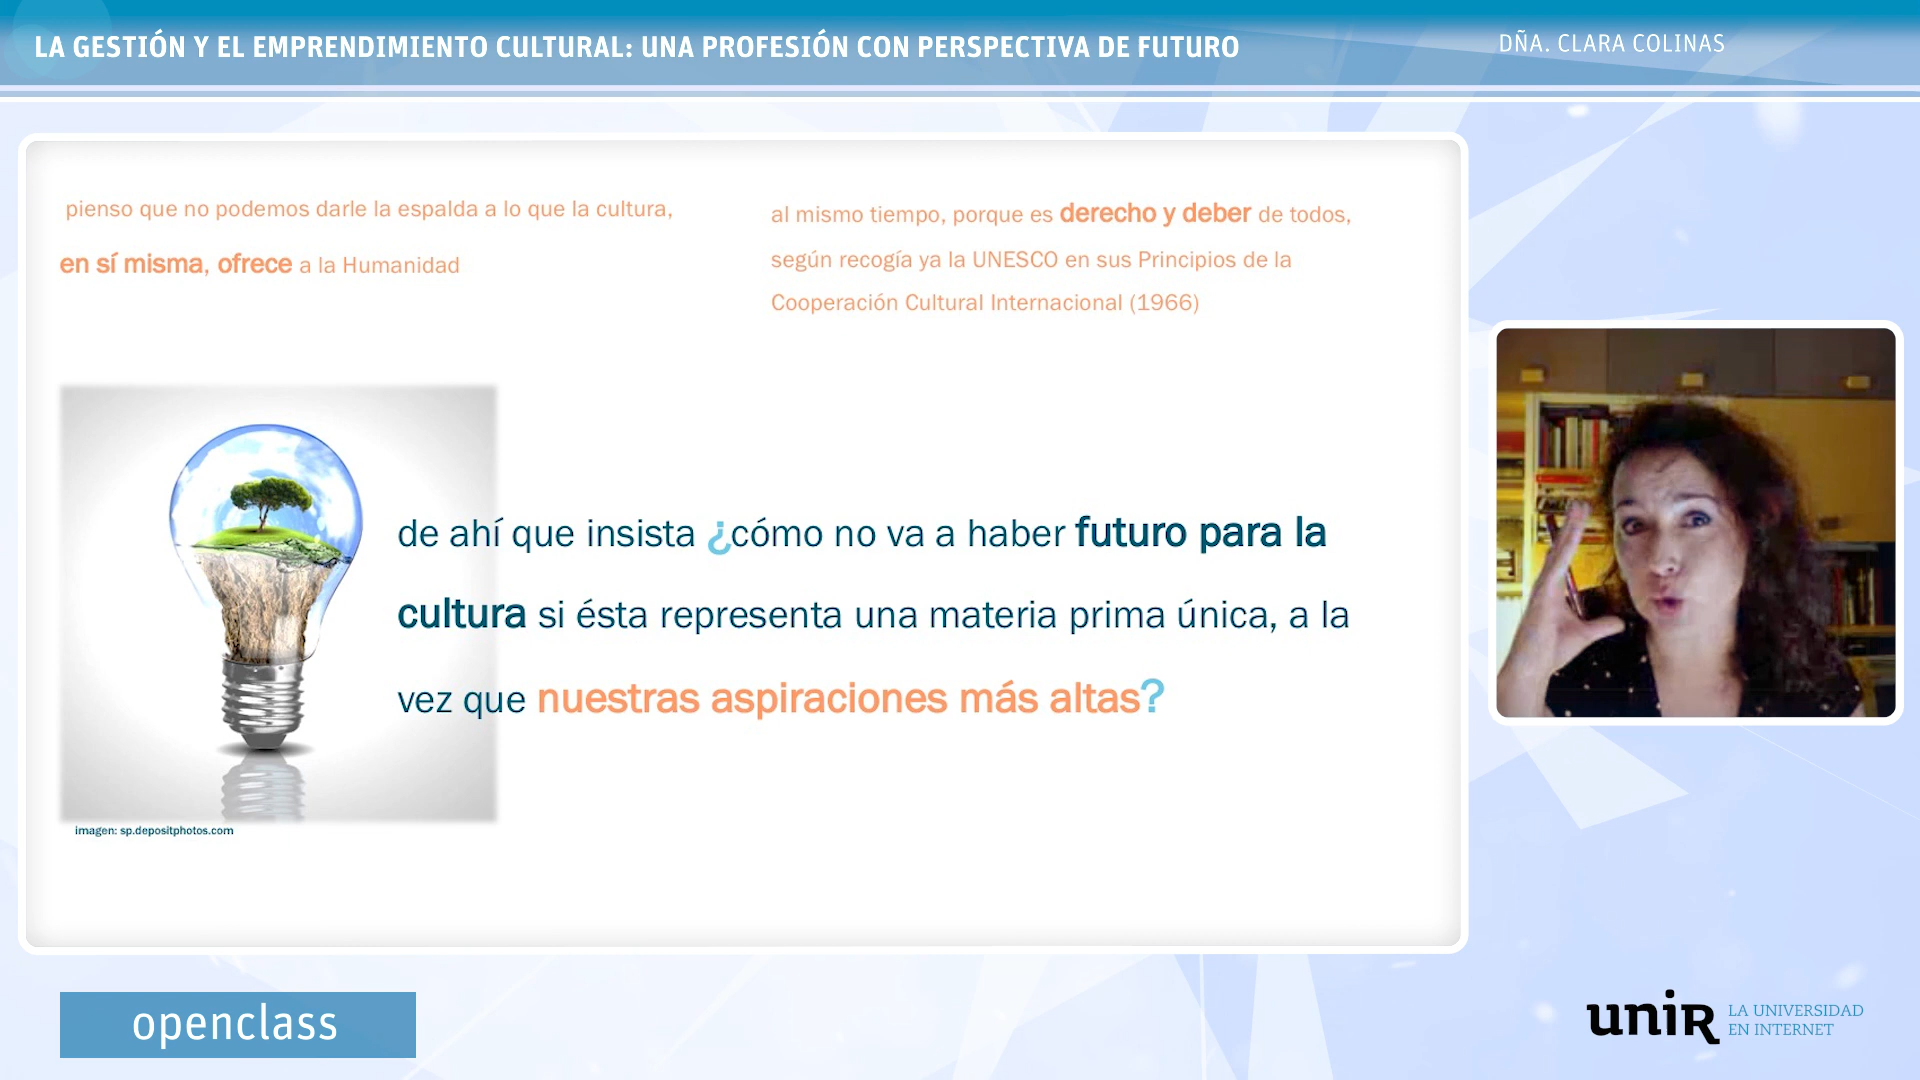 LA GESTIÓN Y EL EMPRENDIMIENTO CULTURAL: UNA PROFESIÓN CON PERSPECTIVA DE FUTURO
DÑA. CLARA COLINAS
pienso que no podemos darle la espalda a lo que la cultura,
en sí misma, ofrece a la Humanidad
al mismo tiempo, porque es derecho y deber de todos,
según recogía ya la UNESCO en sus Principios de la
Cooperación Cultural Internacional (1966)
de ahí que insista ¿cómo no va a haber futuro para la
cultura si ésta representa una materia prima única, a la
vez que nuestras aspiraciones más altas?
imagen: sp.depositphotos.com
openclass
unir LA UNIVERSIDAD
EN INTERNET